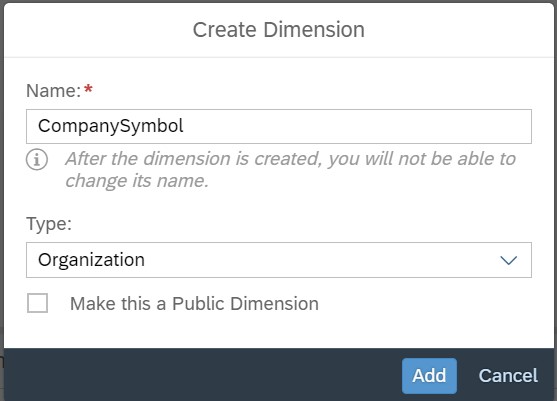 Create Dimension
Name:*
CompanySymbol
After the dimension is created, you will not be able to
change its name.
Type:
Organization
Make this a Public Dimension
Add Cancel